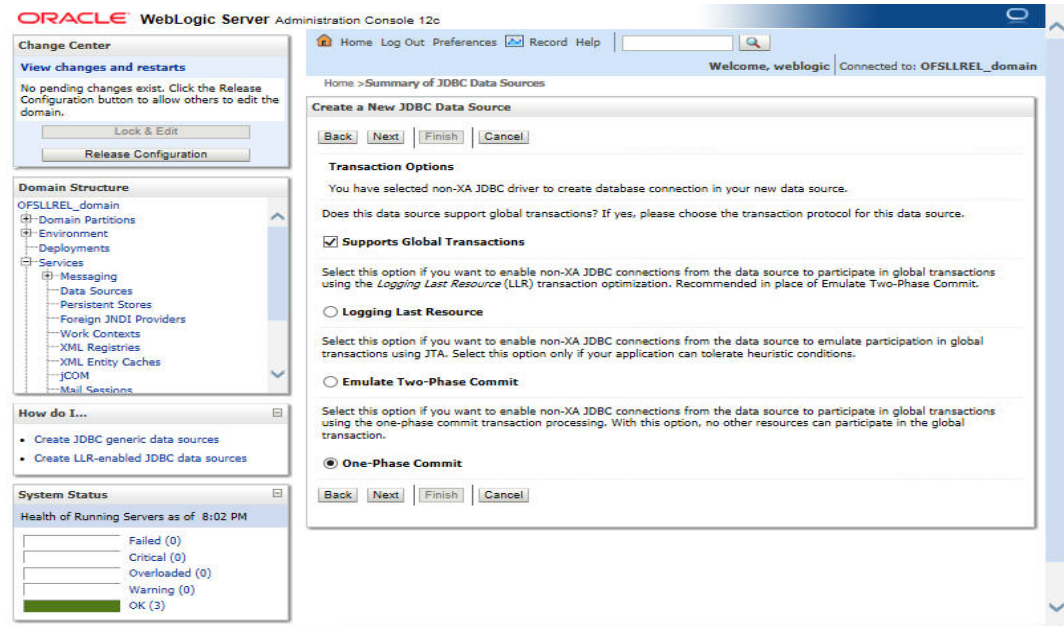 ORACLE WebLogic Server Administration Console 12c
Change Center
View changes and restarts
No pending changes exist. Click the Release
Configuration button to allow others to edit the
domain.
Lock & Edit
Release Configuration
Domain Structure
OFSLLREL_domain
Domain Partitions
Environment
Deployments
Services
Messaging
Data Sources
Persistent Stores
Foreign JNDI Providers
Work Contexts
XML Registries
XML Entity Caches
jCOM
Mail Sessions
How do I...
Create JDBC generic data sources
Create LLR-enabled JDBC data sources
System Status
Health of Running Servers as of 8:02 PM
Failed (0)
Critical (0)
Overloaded (0)
Warning (0)
OK (3)
Home Log Out Preferences Record Help
Welcome, weblogic Connected to: OFSLLREL_domain
Home >Summary of JDBC Data Sources
Create a New JDBC Data Source
Back Next Finish Cancel
Transaction Options
You have selected non-XA JDBC driver to create database connection in your new data source.
Does this data source support global transactions? If yes, please choose the transaction protocol for this data source.
Supports Global Transactions
Select this option if you want to enable non-XA JDBC connections from the data source to participate in global transactions
using the Logging Last Resource (LLR) transaction optimization. Recommended in place of Emulate Two-Phase Commit.
Logging Last Resource
Select this option if you want to enable non-XA JDBC connections from the data source to emulate participation in global
transactions using JTA. Select this option only if your application can tolerate heuristic conditions.
Emulate Two-Phase Commit
Select this option if you want to enable non-XA JDBC connections from the data source to participate in global transactions
using the one-phase commit transaction processing. With this option, no other resources can participate in the global
transaction.
One-Phase Commit
Back Next Finish Cancel